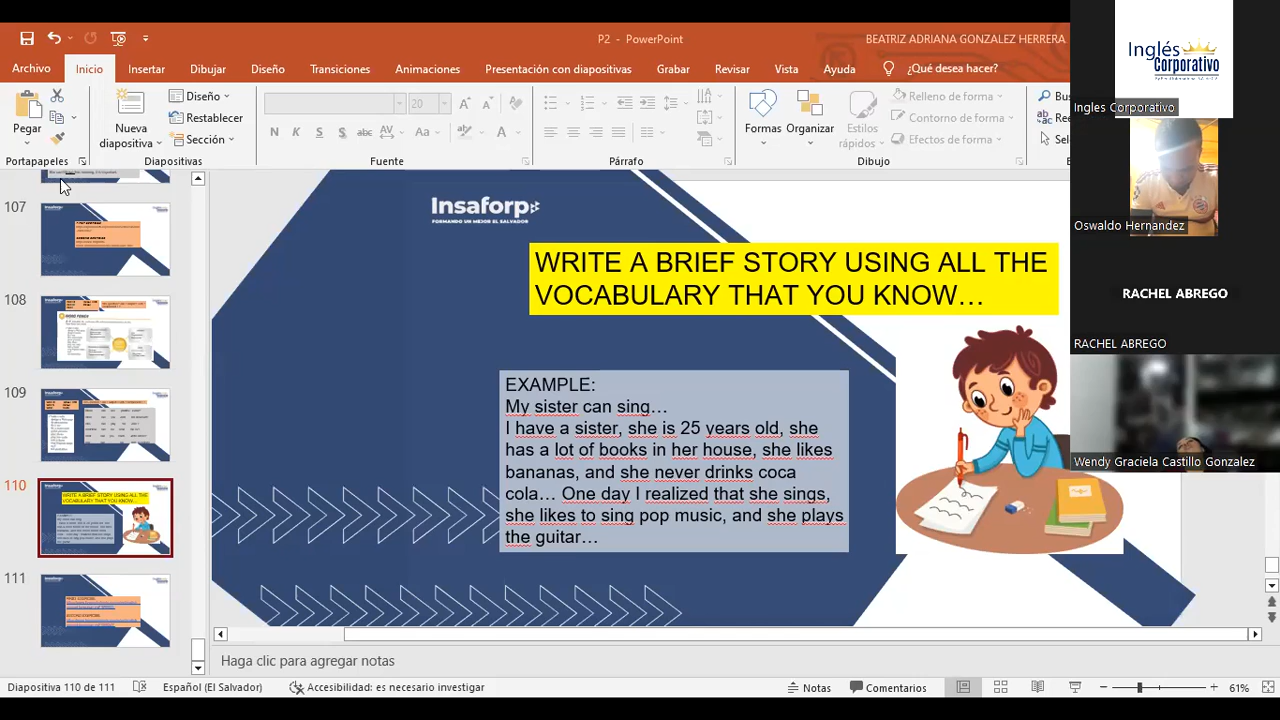 P2 - PowerPoint
BEATRIZ ADRIANA GONZALEZ HERRERA
Archivo
Inicio
Insertar
Dibujar
Diseño
Transiciones
Animaciones
Presentación con diapositivas
Grabar
Revisar
Vista
Ayuda
¿Qué desea hacer?
Pegar
Nueva
diapositiva
Diseño
Restablecer
Sección
20
N
K
S
S
abc
AV
Aa
A
Formas
Organizar
Estilos
rápidos
Relleno de forma
Contorno de forma
Efectos de forma
Portapapeles
Diapositivas
Fuente
Párrafo
Dibujo
107
108
109
110
111
Insaforp
FORMANDO UN MEJOR EL SALVADOR
WRITE A BRIEF STORY USING ALL THE
VOCABULARY THAT YOU KNOW…
EXAMPLE:
My sister can sing…
I have a sister, she is 25 years old, she
has a lot of books in her house, she likes
bananas, and she never drinks coca
cola… One day I realized that she sings,
she likes to sing pop music, and she plays
the guitar…
Haga clic para agregar notas
Diapositiva 110 de 111
Español (El Salvador)
Accesibilidad: es necesario investigar
Notas
Comentarios
61%
Inglés
Corporativo
Ingles Corporativo
Oswaldo Hernandez
RACHEL ABREGO
RACHEL ABREGO
Wendy Graciela Castillo Gonzalez